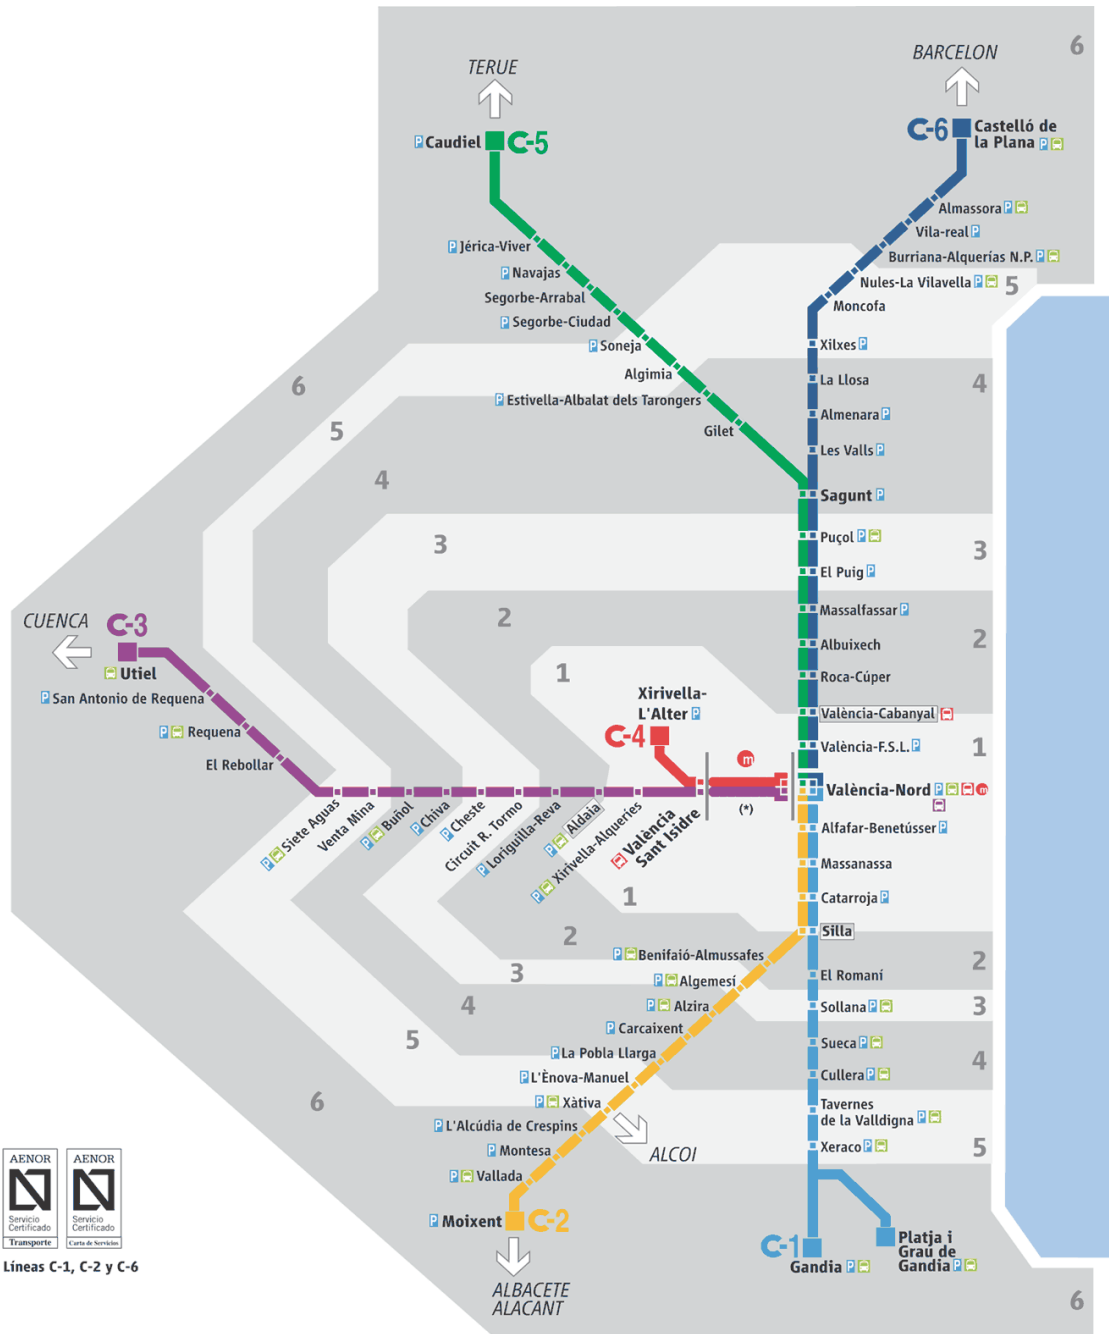 6
TERUE
BARCELON
Caudiel
C-5
C-6
Castelló de
la Plana
Almassora
Vila-real
Jérica-Viver
Burriana-Alquerías N.P.
Navajas
Nules-La Vilavella
5
Segorbe-Arrabal
Moncofa
Segorbe-Ciudad
Soneja
Xilxes
Algimia
La Llosa
4
6
Estivella-Albalat dels Tarongers
Almenara
5
Gilet
Les Valls
4
Sagunt
3
Puçol
3
El Puig
2
Massalfassar
2
CUENCA
C-3
Albuixech
Utiel
1
Roca-Cúper
San Antonio de Requena
Xirivella-
L'Alter
València-Cabanyal
Requena
C-4
València-F.S.L.
1
El Rebollar
m
València-Nord
m
(*)
Siete Aguas
Venta Mina
Buñol
Chiva
Cheste
Circuit R. Tormo
Loriguilla-Reva
Aldaia
Xirivella-Alqueries
València
Sant Isidre
Alfafar-Benetússer
Massanassa
Catarroja
1
Silla
2
Benifaió-Almussafes
2
3
Algemesí
El Romaní
4
Alzira
Sollana
3
5
Carcaixent
Sueca
La Pobla Llarga
4
L'Ènova-Manuel
Cullera
6
Xàtiva
Tavernes
de la Valldigna
L'Alcúdia de Crespins
ALCOI
Xeraco
5
Montesa
Vallada
Moixent
C-2
C-1
Gandia
Platja i
Grau de
Gandia
ALBACETE
ALACANT
6
AENOR
AENOR
Servicio
Certificado
Servicio
Certificado
Transporte
Carta de Servicios
Líneas C-1, C-2 y C-6